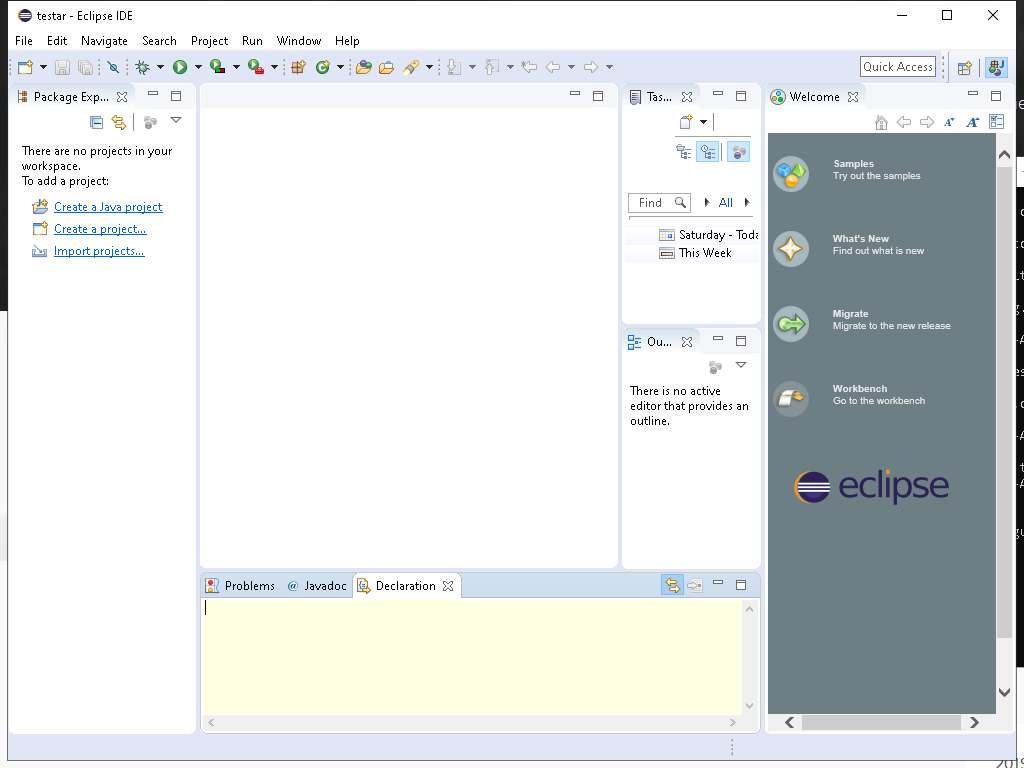 testar - Eclipse IDE
File Edit Navigate Search Project Run Window Help
Quick Access
Package Exp...
There are no projects in your
workspace.
To add a project:
Create a Java project
Create a project...
Import projects...
Tas...
Find
All
Saturday - Toda
This Week
Ou...
There is no active
editor that provides an
outline.
Welcome
A
A
Samples
Try out the samples
What's New
Find out what is new
Migrate
Migrate to the new release
Workbench
Go to the workbench
eclipse
Problems @ Javadoc Declaration
2019